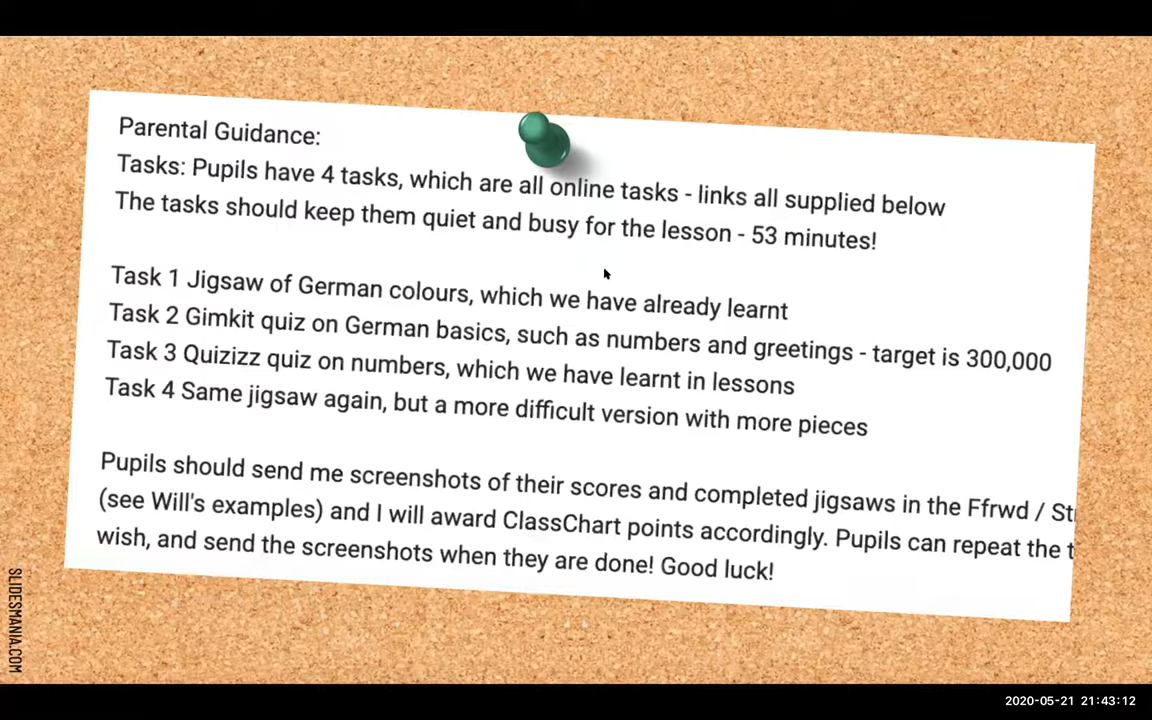 Parental Guidance:
Tasks: Pupils have 4 tasks, which are all online tasks - links all supplied below
The tasks should keep them quiet and busy for the lesson - 53 minutes!
Task 1 Jigsaw of German colours, which we have already learnt
Task 2 Gimkit quiz on German basics, such as numbers and greetings - target is 300,000
Task 3 Quizizz quiz on numbers, which we have learnt in lessons
Task 4 Same jigsaw again, but a more difficult version with more pieces
Pupils should send me screenshots of their scores and completed jigsaws in the Ffrwd /
(see Will's examples) and I will award ClassChart points accordingly. Pupils can repeat the
wish, and send the screenshots when they are done! Good luck!
SLIDESMANIA.COM
2020-05-21 21:43:12